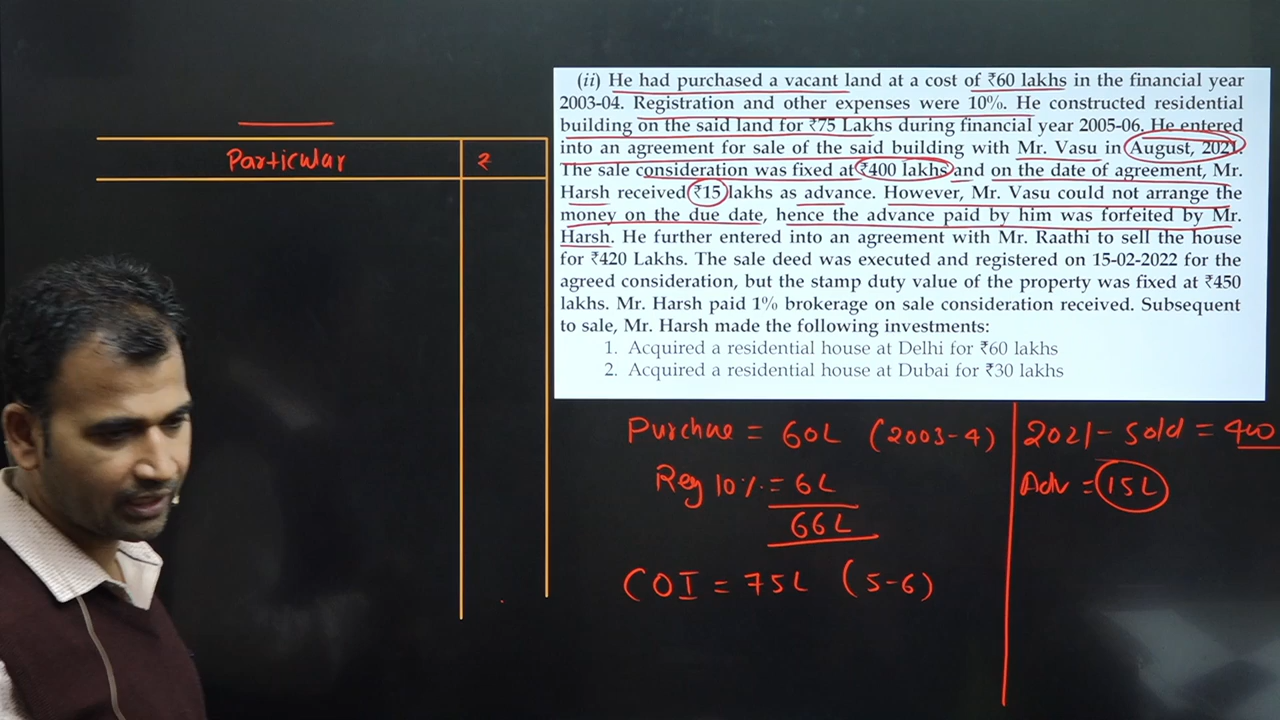 (ii) He had purchased a vacant land at a cost of ₹60 lakhs in the financial year
2003-04. Registration and other expenses were 10%. He constructed residential
building on the said land for ₹75 Lakhs during financial year 2005-06. He entered
into an agreement for sale of the said building with Mr. Vasu in August, 2021.
The sale consideration was fixed at ₹400 lakhs and on the date of agreement, Mr.
Harsh received ₹15 lakhs as advance. However, Mr. Vasu could not arrange the
money on the due date, hence the advance paid by him was forfeited by Mr.
Harsh. He further entered into an agreement with Mr. Raathi to sell the house
for ₹420 Lakhs. The sale deed was executed and registered on 15-02-2022 for the
agreed consideration, but the stamp duty value of the property was fixed at ₹450
lakhs. Mr. Harsh paid 1% brokerage on sale consideration received. Subsequent
to sale, Mr. Harsh made the following investments:
1. Acquired a residential house at Delhi for ₹60 lakhs
2. Acquired a residential house at Dubai for ₹30 lakhs
Particular ₹
Purchae = 60L (2003-4)
Reg 10% = 6L
66L
COI = 75L (5-6)
2021 - Sold = 400
Adv = 15L